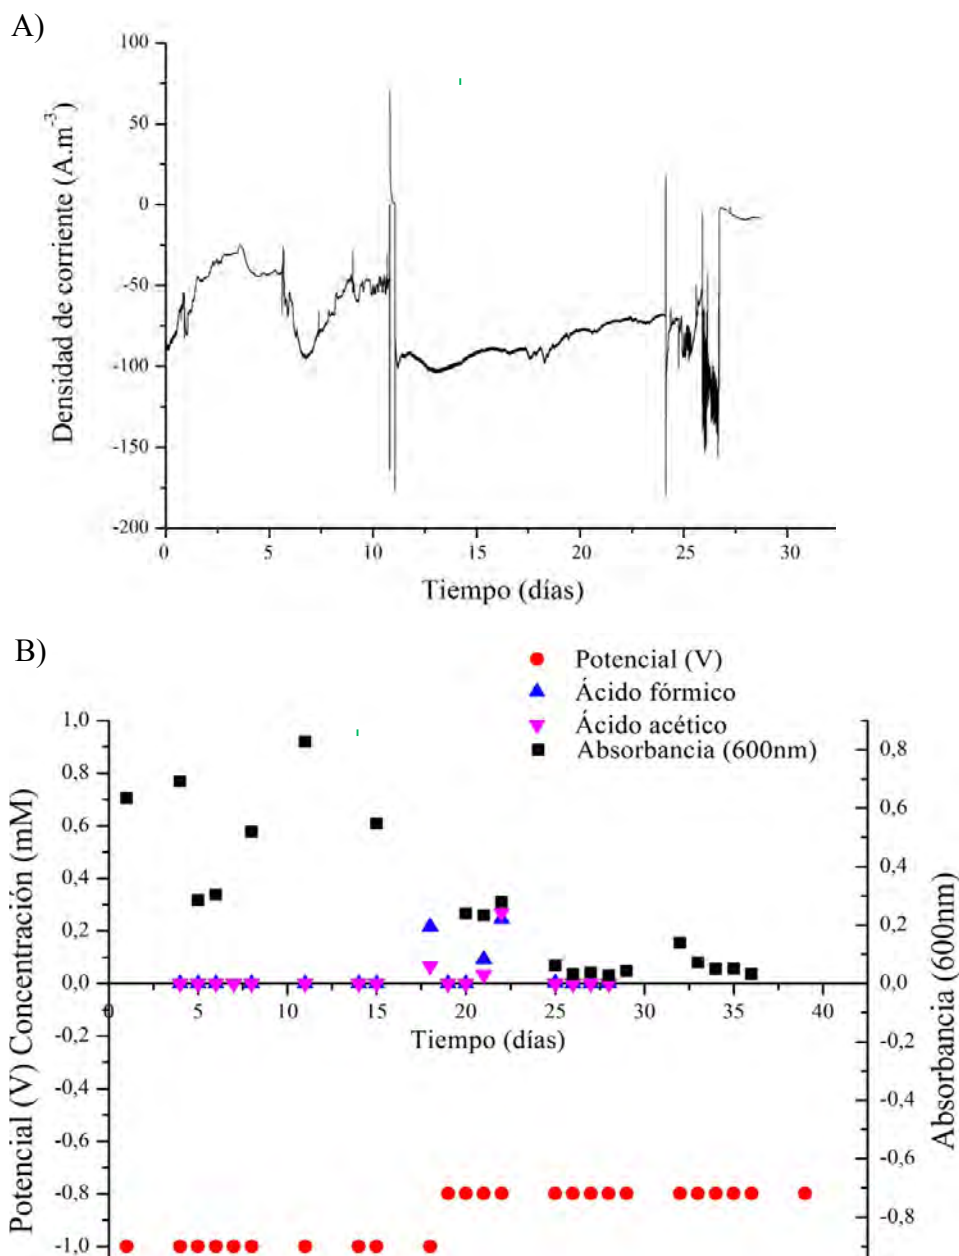 A)
Densidad de corriente (A.m⁻³)
100
50
0
-50
-100
-150
-200
0 5 10 15 20 25 30
Tiempo (días)
B)
Potencial (V)
Ácido fórmico
Ácido acético
Absorbancia (600nm)
Potencial (V) Concentración (mM)
1,0
0,8
0,6
0,4
0,2
0,0
-0,2
-0,4
-0,6
-0,8
-1,0
0 5 10 15 20 25 30 35 40
Tiempo (días)
0,8
0,6
0,4
0,2
0,0
-0,2
-0,4
-0,6
-0,8
Absorbancia (600nm)